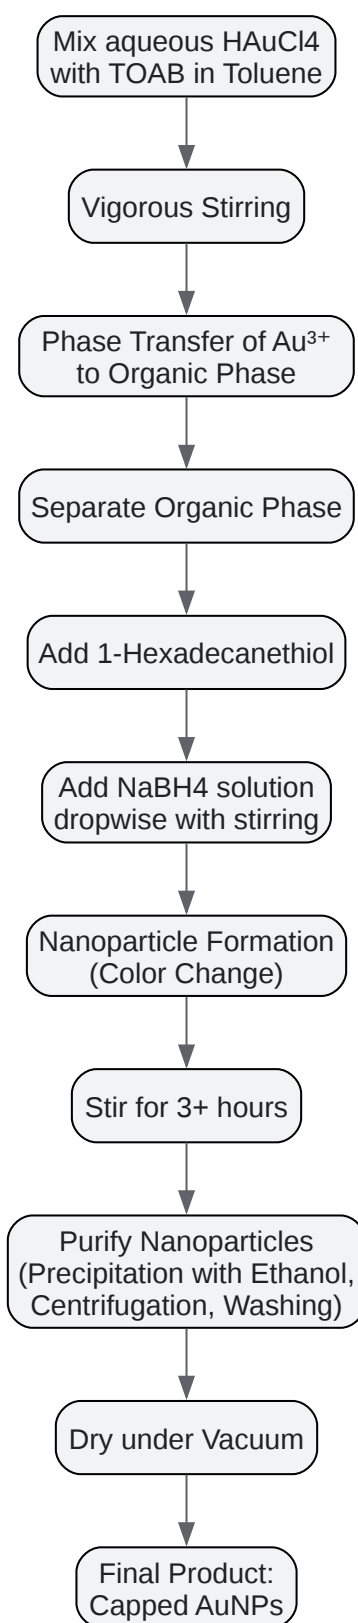 Mix aqueous HAuCl4
with TOAB in Toluene
Vigorous Stirring
Phase Transfer of Au³⁺
to Organic Phase
Separate Organic Phase
Add 1-Hexadecanethiol
Add NaBH4 solution
dropwise with stirring
Nanoparticle Formation
(Color Change)
Stir for 3+ hours
Purify Nanoparticles
(Precipitation with Ethanol,
Centrifugation, Washing)
Dry under Vacuum
Final Product:
Capped AuNPs